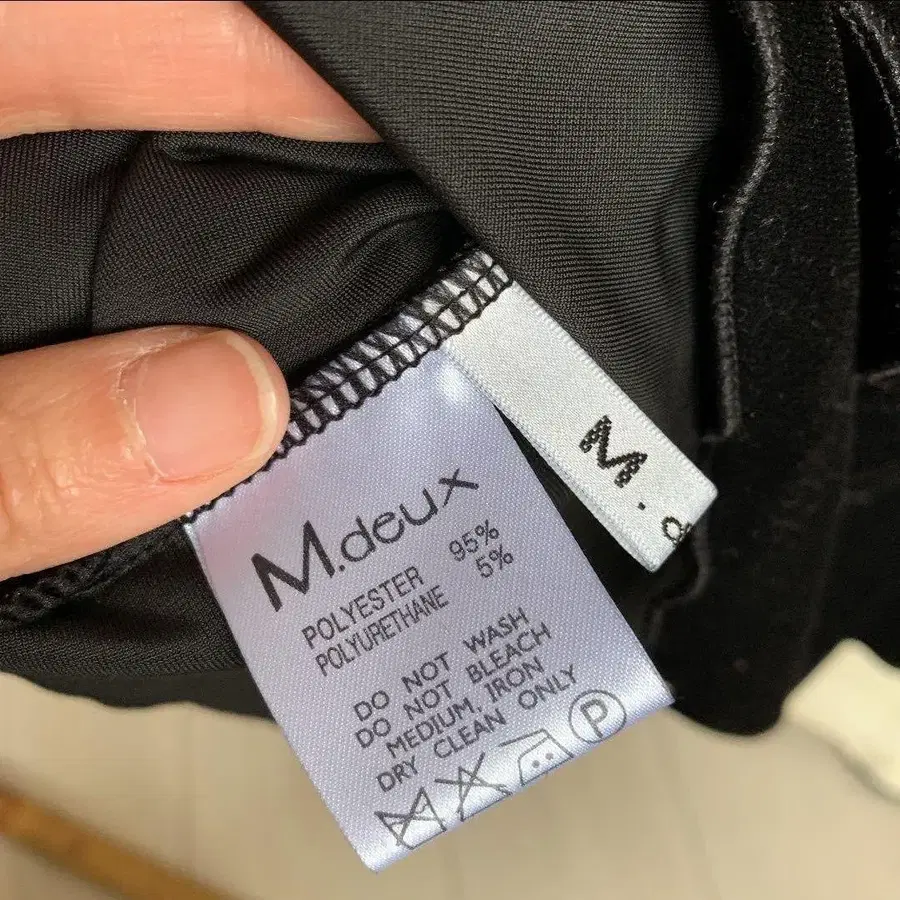 M.deux
POLYESTER 95%
POLYURETHANE 5%
DO NOT WASH
DO NOT BLEACH
MEDIUM, IRON
DRY CLEAN ONLY
P
M. d